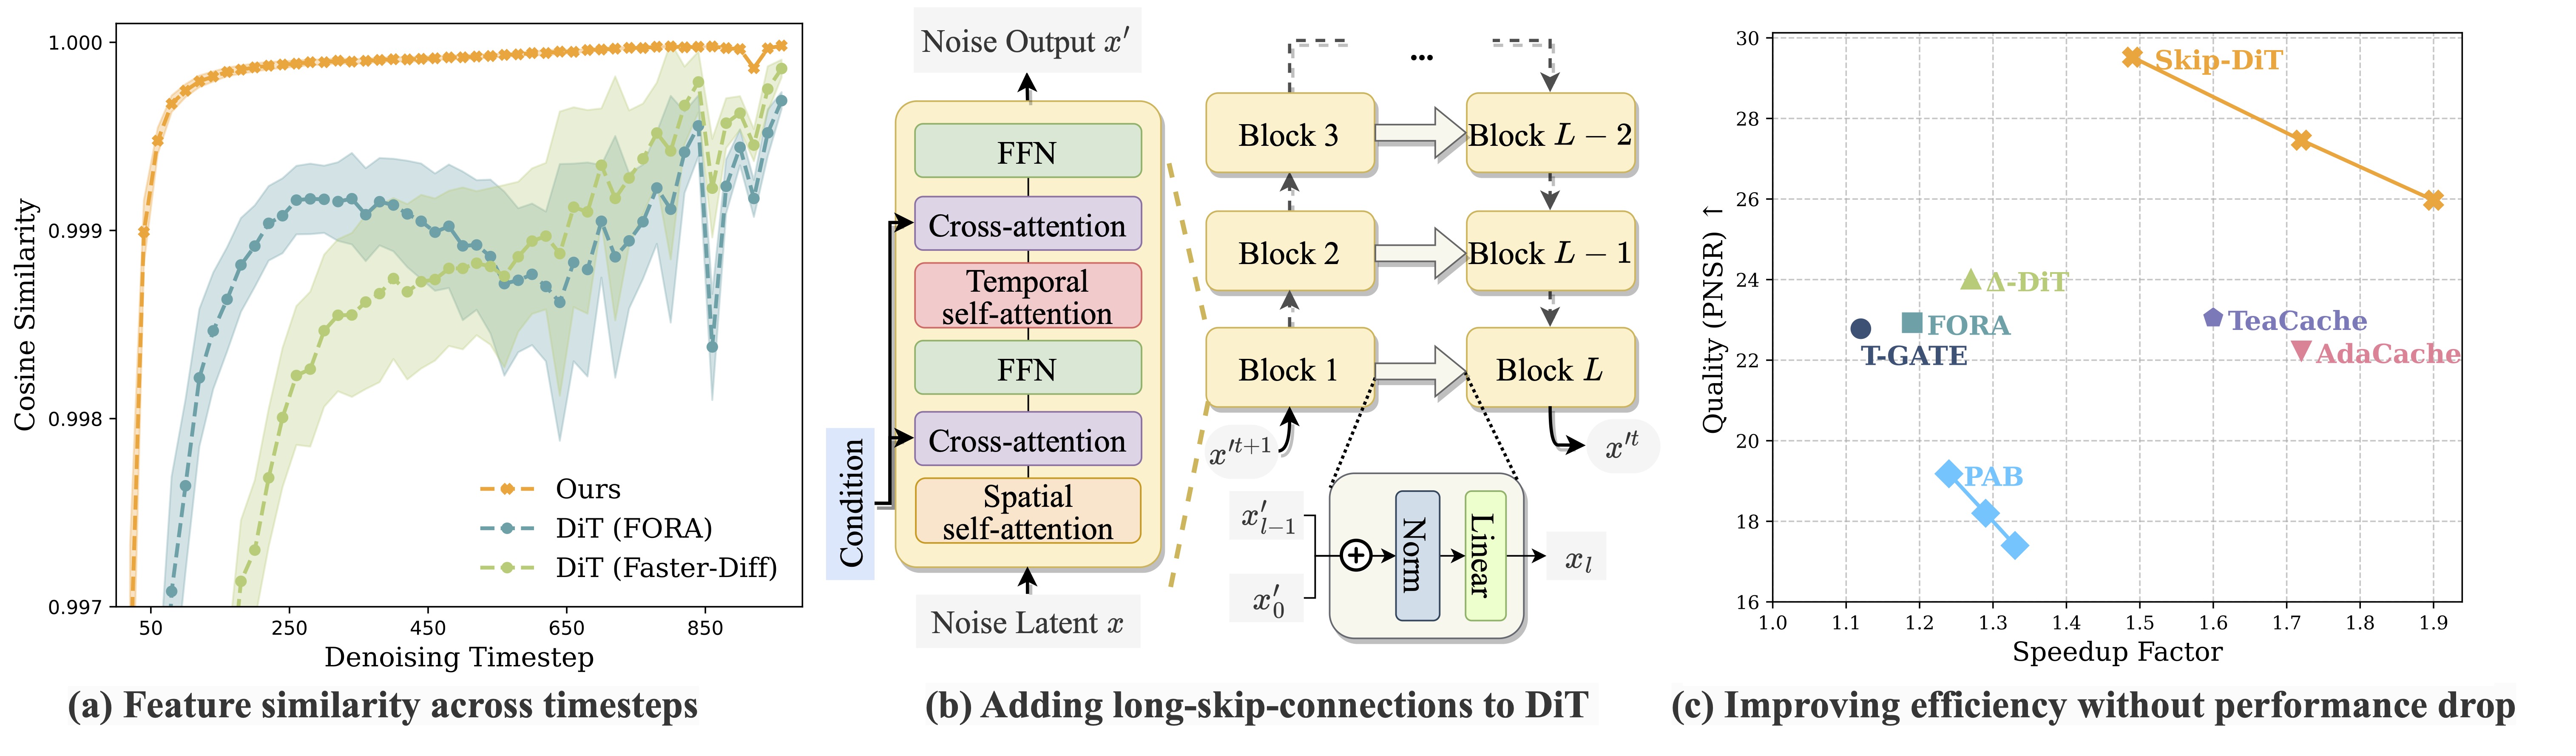 1.000
0.999
0.998
0.997
Cosine Similarity
50 250 450 650 850
Denoising Timestep
Ours
DiT (FORA)
DiT (Faster-Diff)
(a) Feature similarity across timesteps
Noise Output x′
FFN
Cross-attention
Temporal
self-attention
FFN
Cross-attention
Spatial
self-attention
Condition
Noise Latent x
...
Block 3
Block L − 2
Block 2
Block L − 1
Block 1
Block L
x′t+1
x′t
x′l−1
x′0
+
Norm
Linear
xl
(b) Adding long-skip-connections to DiT
30
28
26
24
22
20
18
16
Quality (PNSR) ↑
Skip-DiT
Δ-DiT
FORA
T-GATE
TeaCache
AdaCache
PAB
1.0 1.1 1.2 1.3 1.4 1.5 1.6 1.7 1.8 1.9
Speedup Factor
(c) Improving efficiency without performance drop